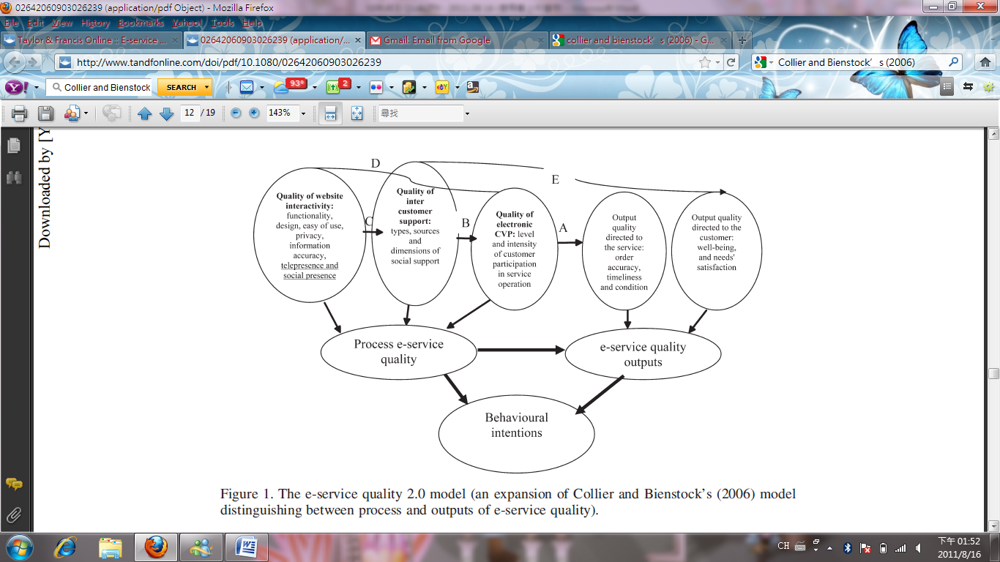 02642060903026239 (application/pdf Object) - Mozilla Firefox
File Edit View History Bookmarks Yahoo! Tools Help
Taylor & Francis Online :: E-service ...
02642060903026239 (application/...
Gmail: Email from Google
collier and bienstock's (2006) - G...
http://www.tandfonline.com/doi/pdf/10.1080/02642060903026239
Collier and Bienstock's (2006)
Y!
Collier and Bienstock
SEARCH
93°
2
eBY
a
12 / 19
143%
尋找
Downloaded by [Y
D
E
C
B
A
Quality of website
interactivity:
functionality,
design, easy of use,
privacy,
information
accuracy,
telepresence and
social presence
Quality of
inter
customer
support:
types, sources
and
dimensions of
social support
Quality of
electronic
CVP: level
and intensity
of customer
participation
in service
operation
Output
quality
directed to
the service:
order
accuracy,
timeliness
and condition
Output quality
directed to the
customer:
well-being,
and needs'
satisfaction
Process e-service
quality
e-service quality
outputs
Behavioural
intentions
Figure 1. The e-service quality 2.0 model (an expansion of Collier and Bienstock's (2006) model
distinguishing between process and outputs of e-service quality).
CH
下午 01:52
2011/8/16